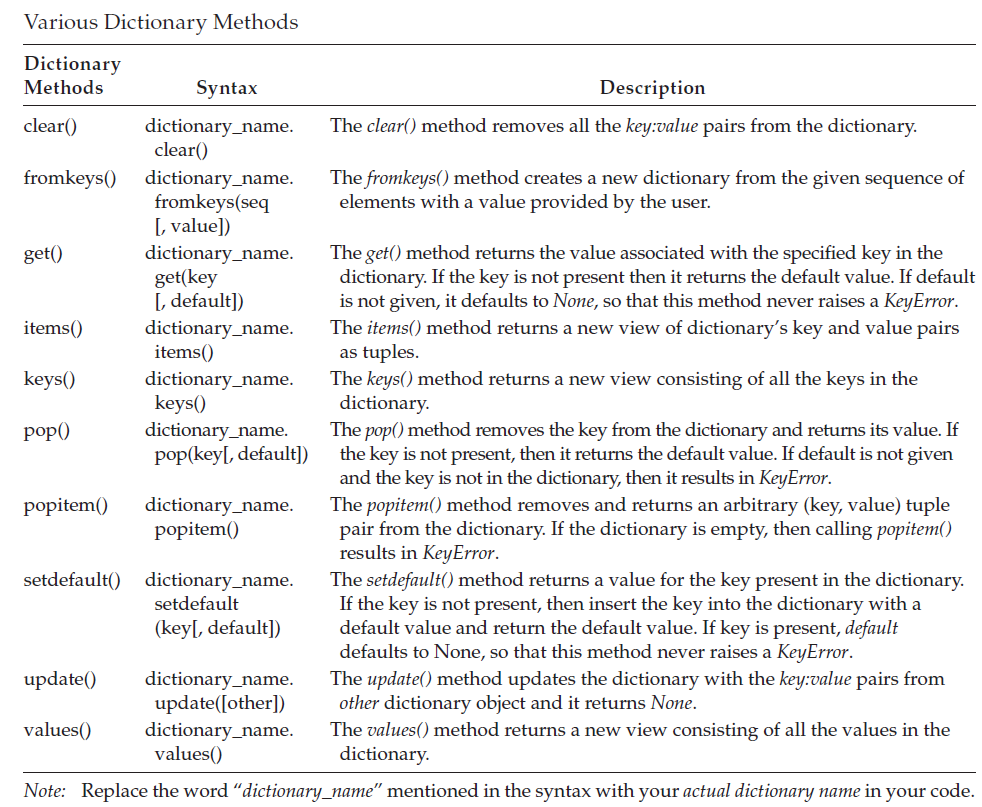 Various Dictionary Methods
Dictionary
Methods Syntax Description
clear() dictionary_name. The clear() method removes all the key:value pairs from the dictionary.
clear()
fromkeys() dictionary_name. The fromkeys() method creates a new dictionary from the given sequence of
fromkeys(seq elements with a value provided by the user.
[, value])
get() dictionary_name. The get() method returns the value associated with the specified key in the
get(key dictionary. If the key is not present then it returns the default value. If default
[, default]) is not given, it defaults to None, so that this method never raises a KeyError.
items() dictionary_name. The items() method returns a new view of dictionary’s key and value pairs
items() as tuples.
keys() dictionary_name. The keys() method returns a new view consisting of all the keys in the
keys() dictionary.
pop() dictionary_name. The pop() method removes the key from the dictionary and returns its value. If
pop(key[, default]) the key is not present, then it returns the default value. If default is not given
and the key is not in the dictionary, then it results in KeyError.
popitem() dictionary_name. The popitem() method removes and returns an arbitrary (key, value) tuple
popitem() pair from the dictionary. If the dictionary is empty, then calling popitem()
results in KeyError.
setdefault() dictionary_name. The setdefault() method returns a value for the key present in the dictionary.
setdefault If the key is not present, then insert the key into the dictionary with a
(key[, default]) default value and return the default value. If key is present, default
defaults to None, so that this method never raises a KeyError.
update() dictionary_name. The update() method updates the dictionary with the key:value pairs from
update([other]) other dictionary object and it returns None.
values() dictionary_name. The values() method returns a new view consisting of all the values in the
values() dictionary.
Note: Replace the word “dictionary_name” mentioned in the syntax with your actual dictionary name in your code.